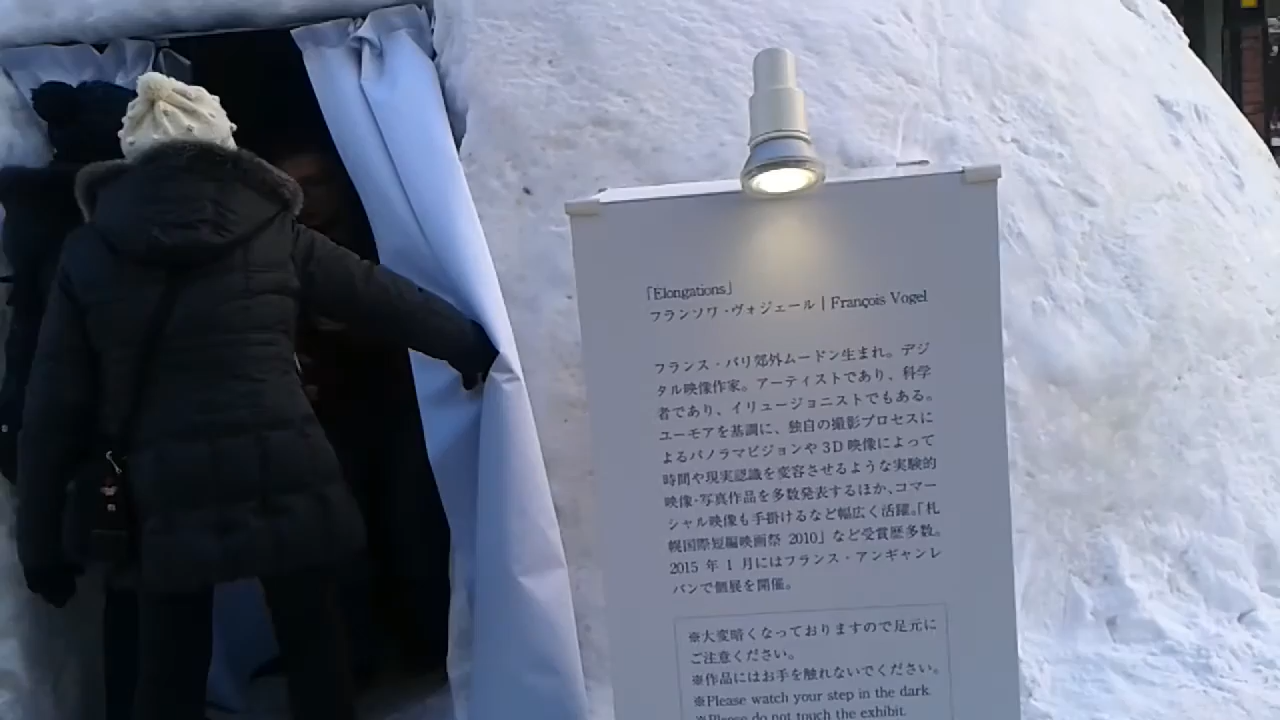 「Élongations」
フランソワ・ヴォジェール | François Vogel
フランス・パリ郊外ムードン生まれ。デジ
タル映像作家。アーティストであり、科学
者であり、イリュージョニストでもある。
ユーモアを基調に、独自の撮影プロセスに
よるパノラマビジョンや3D映像によって
時間や現実認識を変容させるような実験的
映像・写真作品を多数発表するほか、コマー
シャル映像も手掛けるなど幅広く活躍。「札
幌国際短編映画祭 2010」など受賞歴多数。
2015 年 1 月にはフランス・アンギャンレ
バンで個展を開催。
※大変暗くなっておりますので足元に
ご注意ください。
※作品にはお手を触れないでください。
※Please watch your step in the dark.
※Please do not touch the exhibit.